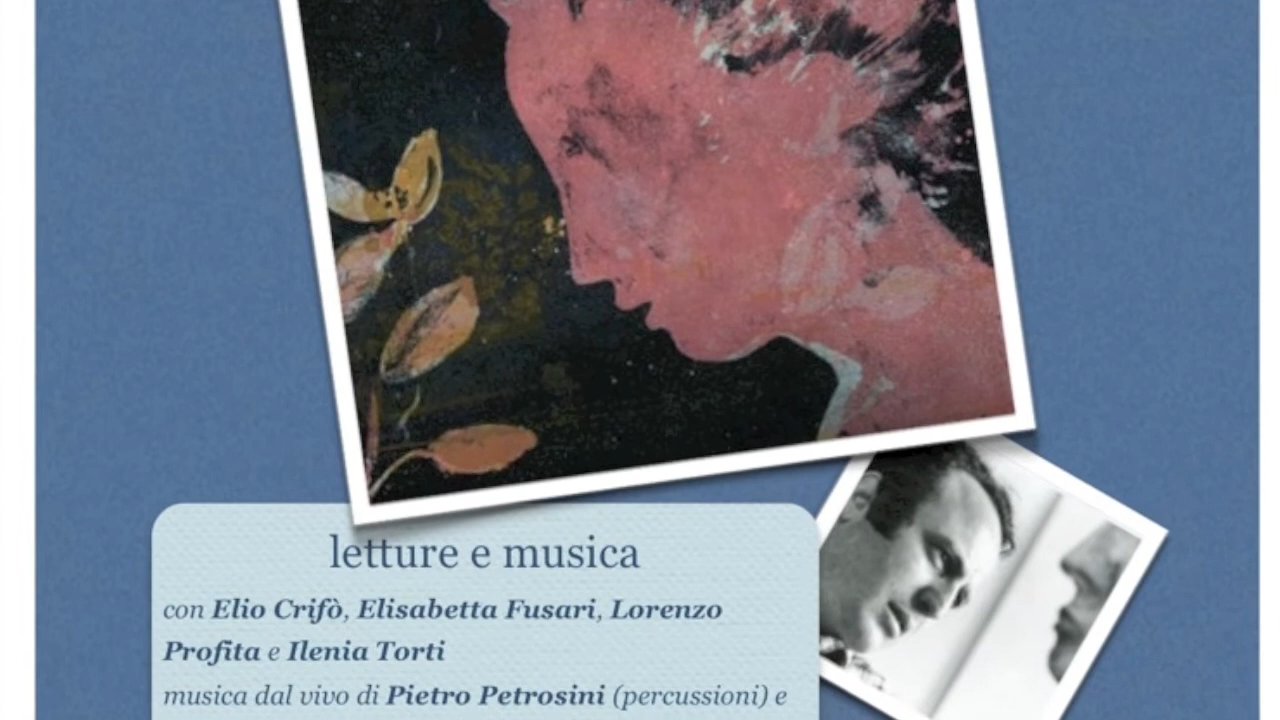 letture e musica
con Elio Crifò, Elisabetta Fusari, Lorenzo
Profita e Ilenia Torti
musica dal vivo di Pietro Petrosini (percussioni) e